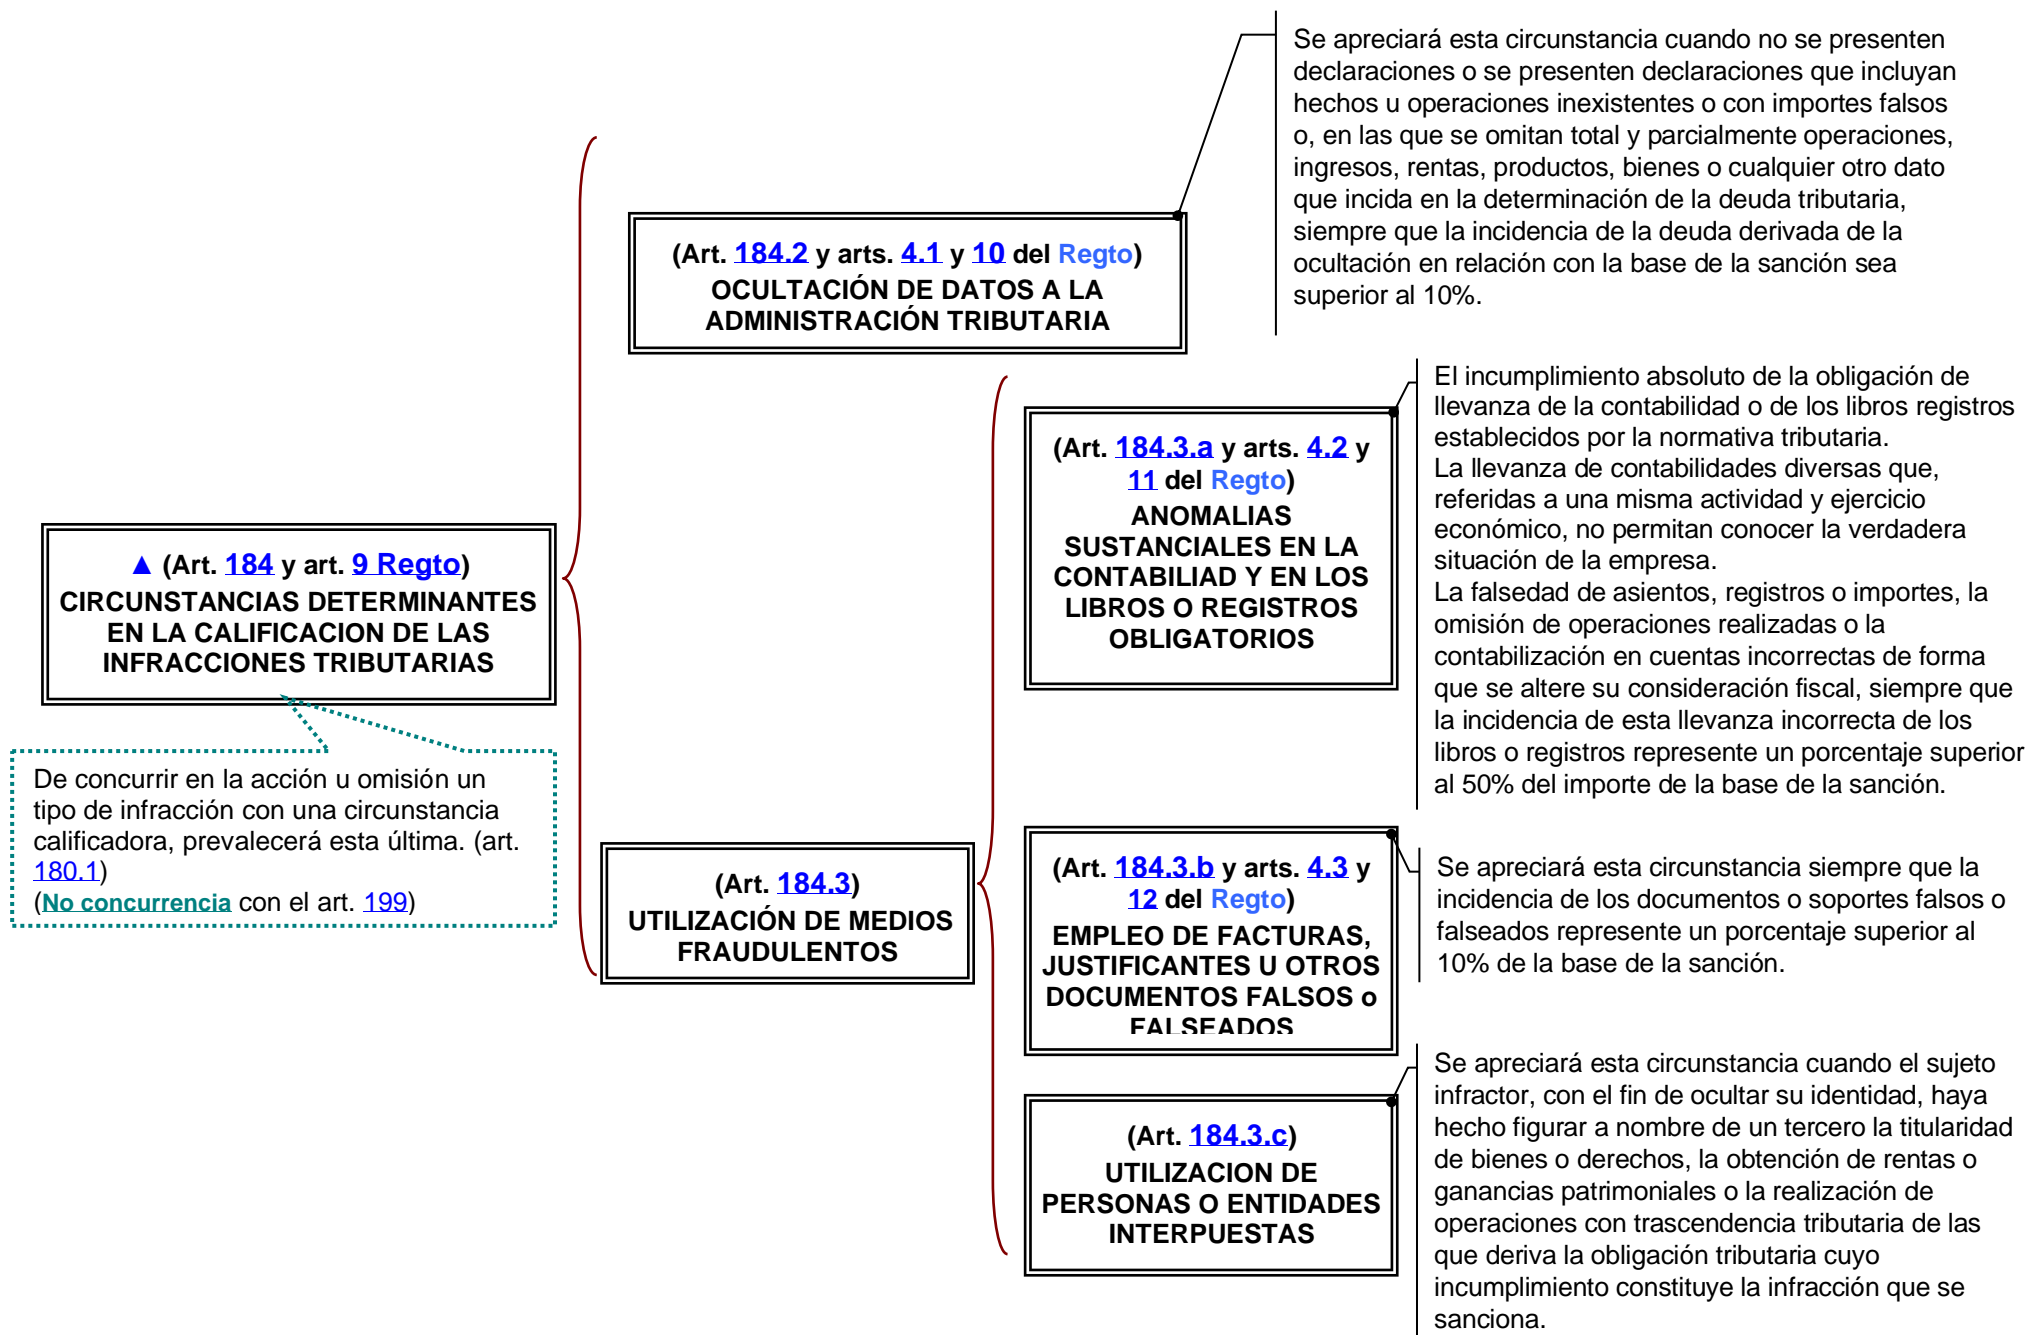 Se apreciará esta circunstancia cuando no se presenten
declaraciones o se presenten declaraciones que incluyan
hechos u operaciones inexistentes o con importes falsos
o, en las que se omitan total y parcialmente operaciones,
ingresos, rentas, productos, bienes o cualquier otro dato
que incida en la determinación de la deuda tributaria,
siempre que la incidencia de la deuda derivada de la
ocultación en relación con la base de la sanción sea
superior al 10%.
(Art. 184.2 y arts. 4.1 y 10 del Regto)
OCULTACIÓN DE DATOS A LA
ADMINISTRACIÓN TRIBUTARIA
▲ (Art. 184 y art. 9 Regto)
CIRCUNSTANCIAS DETERMINANTES
EN LA CALIFICACION DE LAS
INFRACCIONES TRIBUTARIAS
De concurrir en la acción u omisión un
tipo de infracción con una circunstancia
calificadora, prevalecerá esta última. (art.
180.1)
(No concurrencia con el art. 199)
(Art. 184.3)
UTILIZACIÓN DE MEDIOS
FRAUDULENTOS
(Art. 184.3.a y arts. 4.2 y
11 del Regto)
ANOMALIAS
SUSTANCIALES EN LA
CONTABILIAD Y EN LOS
LIBROS O REGISTROS
OBLIGATORIOS
El incumplimiento absoluto de la obligación de
llevanza de la contabilidad o de los libros registros
establecidos por la normativa tributaria.
La llevanza de contabilidades diversas que,
referidas a una misma actividad y ejercicio
económico, no permitan conocer la verdadera
situación de la empresa.
La falsedad de asientos, registros o importes, la
omisión de operaciones realizadas o la
contabilización en cuentas incorrectas de forma
que se altere su consideración fiscal, siempre que
la incidencia de esta llevanza incorrecta de los
libros o registros represente un porcentaje superior
al 50% del importe de la base de la sanción.
(Art. 184.3.b y arts. 4.3 y
12 del Regto)
EMPLEO DE FACTURAS,
JUSTIFICANTES U OTROS
DOCUMENTOS FALSOS o
FALSEADOS
Se apreciará esta circunstancia siempre que la
incidencia de los documentos o soportes falsos o
falseados represente un porcentaje superior al
10% de la base de la sanción.
(Art. 184.3.c)
UTILIZACION DE
PERSONAS O ENTIDADES
INTERPUESTAS
Se apreciará esta circunstancia cuando el sujeto
infractor, con el fin de ocultar su identidad, haya
hecho figurar a nombre de un tercero la titularidad
de bienes o derechos, la obtención de rentas o
ganancias patrimoniales o la realización de
operaciones con trascendencia tributaria de las
que deriva la obligación tributaria cuyo
incumplimiento constituye la infracción que se
sanciona.